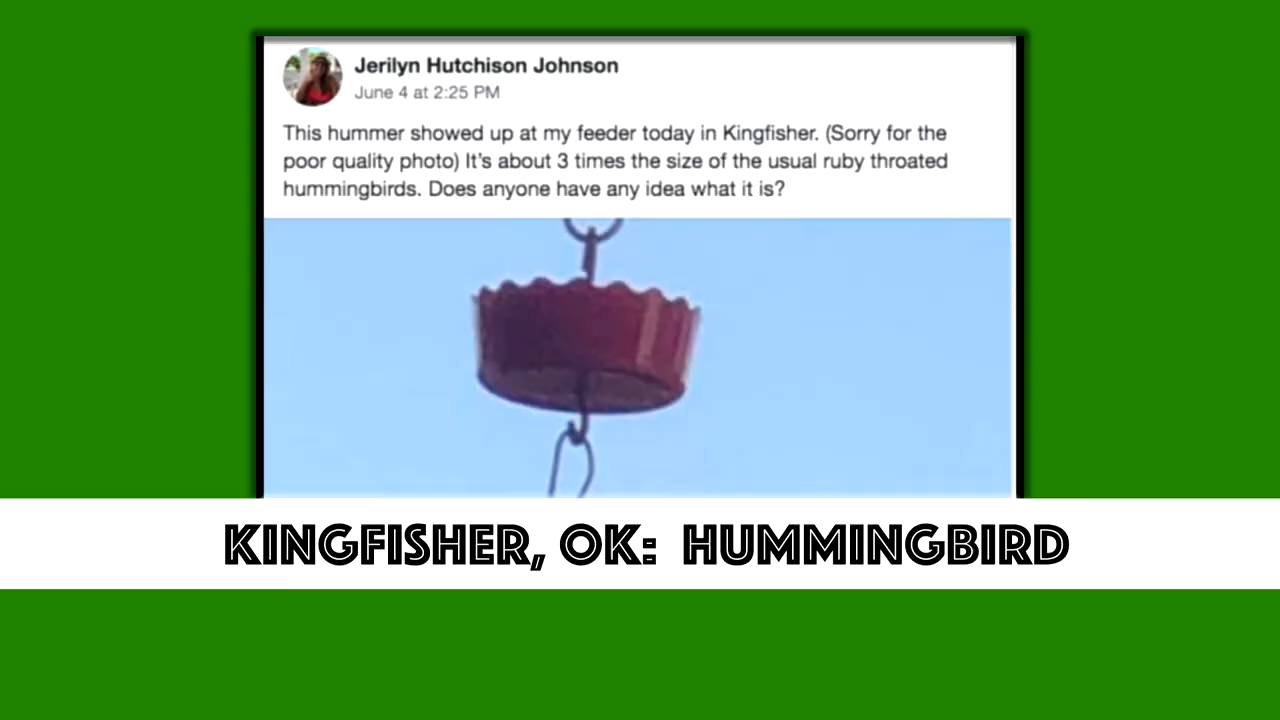 Jerilyn Hutchison Johnson
June 4 at 2:25 PM
This hummer showed up at my feeder today in Kingfisher. (Sorry for the
poor quality photo) It's about 3 times the size of the usual ruby throated
hummingbirds. Does anyone have any idea what it is?
KINGFISHER, OK: HUMMINGBIRD